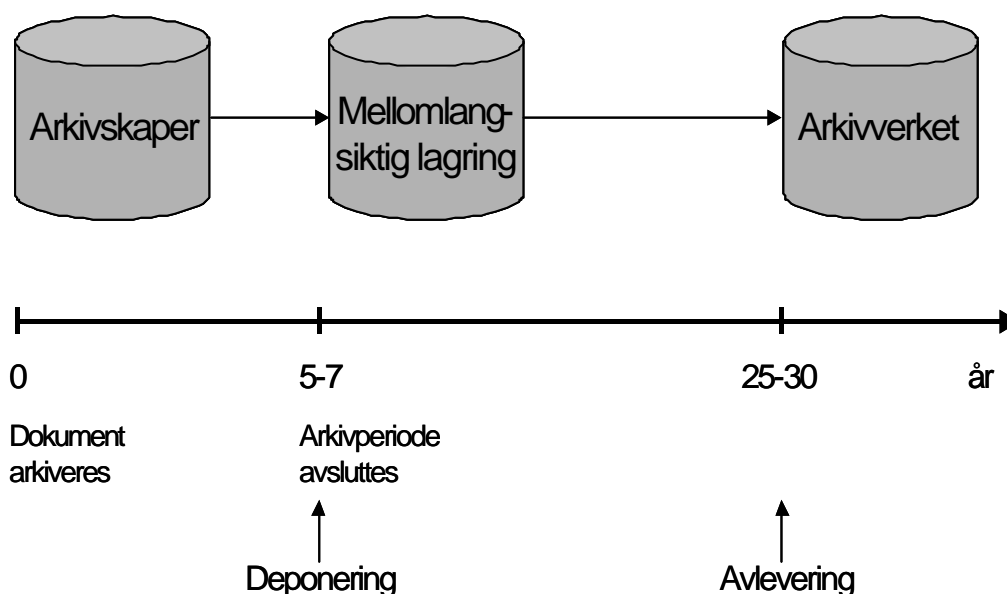 Arkivskaper
Mellomlang-
siktig lagring
Arkivverket
0
5-7
25-30
år
Dokument
arkiveres
Arkivperiode
avsluttes
Deponering
Avlevering